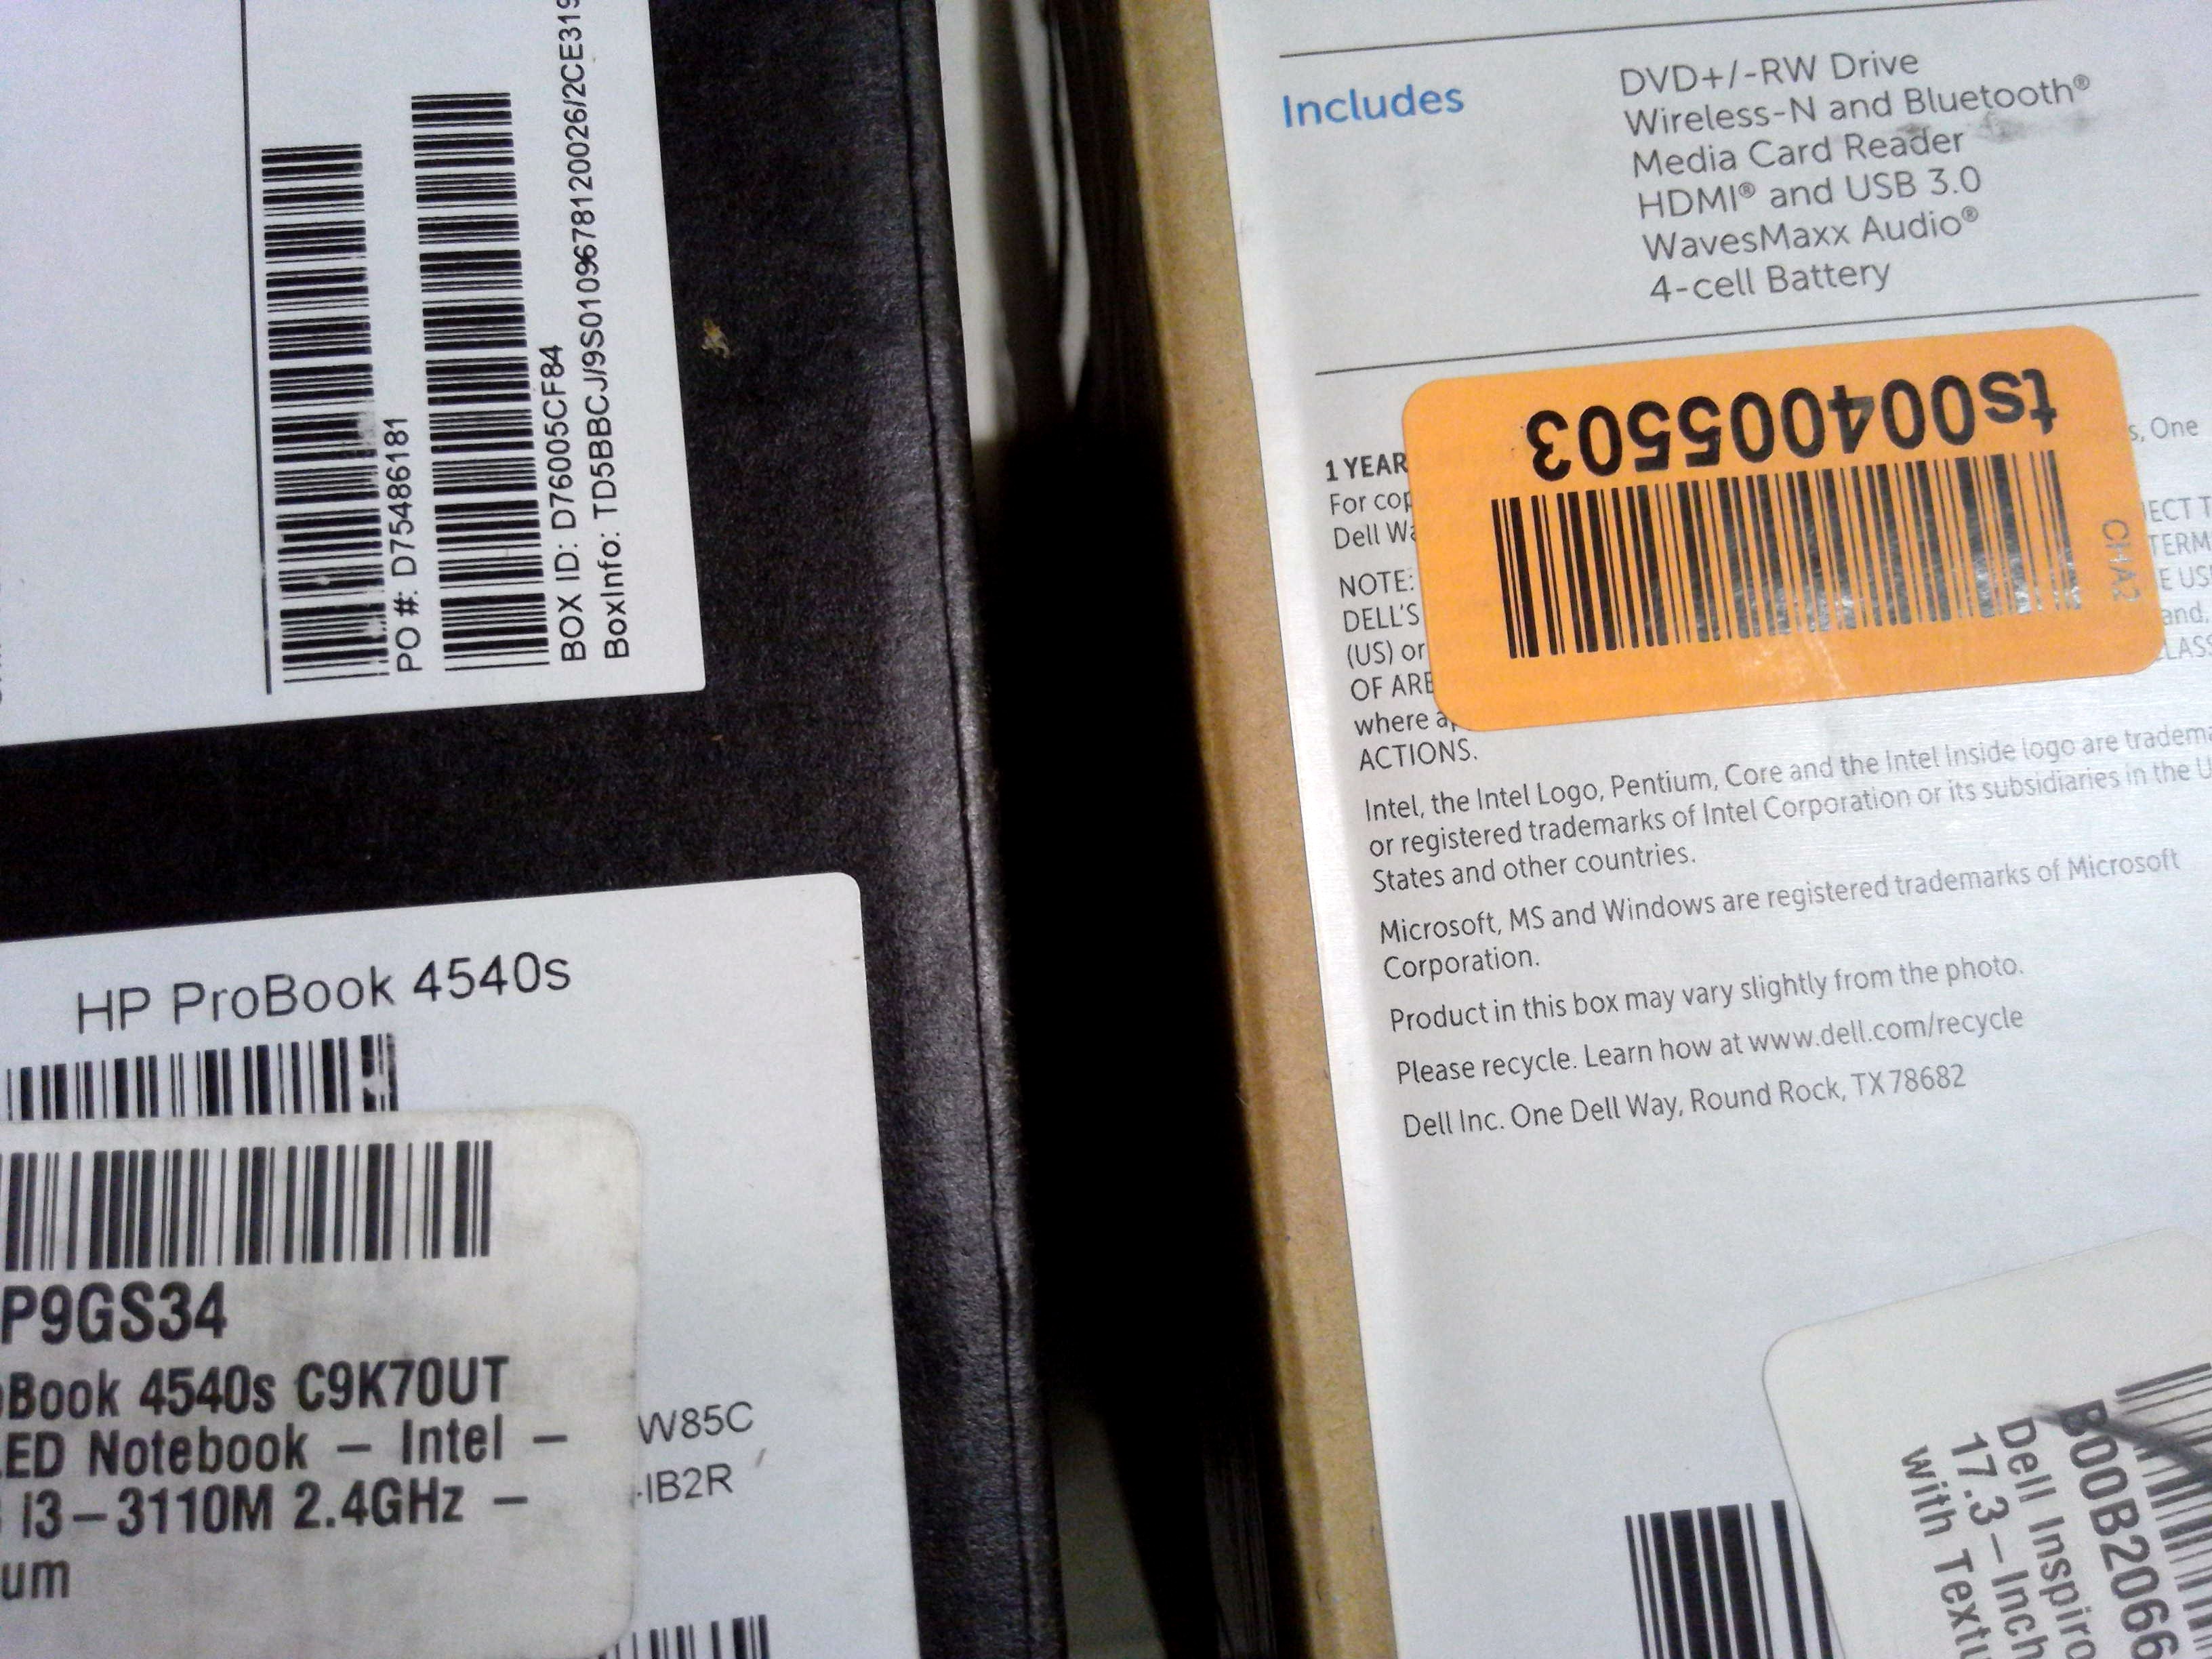 PO #: D75486181
BOX ID: D76005CF84
BoxInfo: TD5BBCJ/9S0109678120026/2CE319
HP ProBook 4540s
P9GS34
oBook 4540s C9K70UT
ED Notebook – Intel –
i3–3110M 2.4GHz –
um
W85C
IB2R
Includes
DVD+/-RW Drive
Wireless-N and Bluetooth®
Media Card Reader
HDMI® and USB 3.0
WavesMaxx Audio®
4-cell Battery
ts004005503
CHA2
1 YEAR
s, One
For cop
Dell Wa
JECT T
NOTE:
TERM
DELL'S
E US
(US) or
and,
OF ARE
LASS
where a
ACTIONS.
Intel, the Intel Logo, Pentium, Core and the Intel Inside logo are tradema
or registered trademarks of Intel Corporation or its subsidiaries in the U
States and other countries.
Microsoft, MS and Windows are registered trademarks of Microsoft
Corporation.
Product in this box may vary slightly from the photo.
Please recycle. Learn how at www.dell.com/recycle
Dell Inc. One Dell Way, Round Rock, TX 78682
B00B2066
Dell Inspiro
17.3–Inch
with Textu